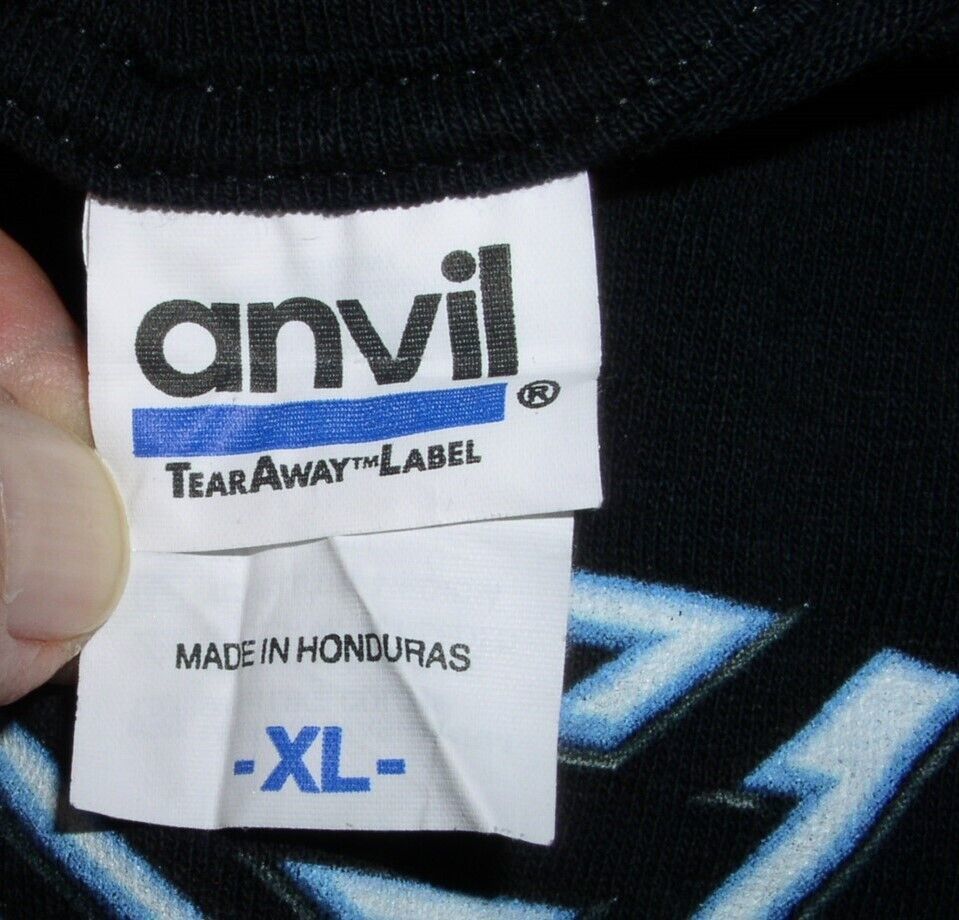 anvil®
TEARAWAY™LABEL
MADE IN HONDURAS
-XL-